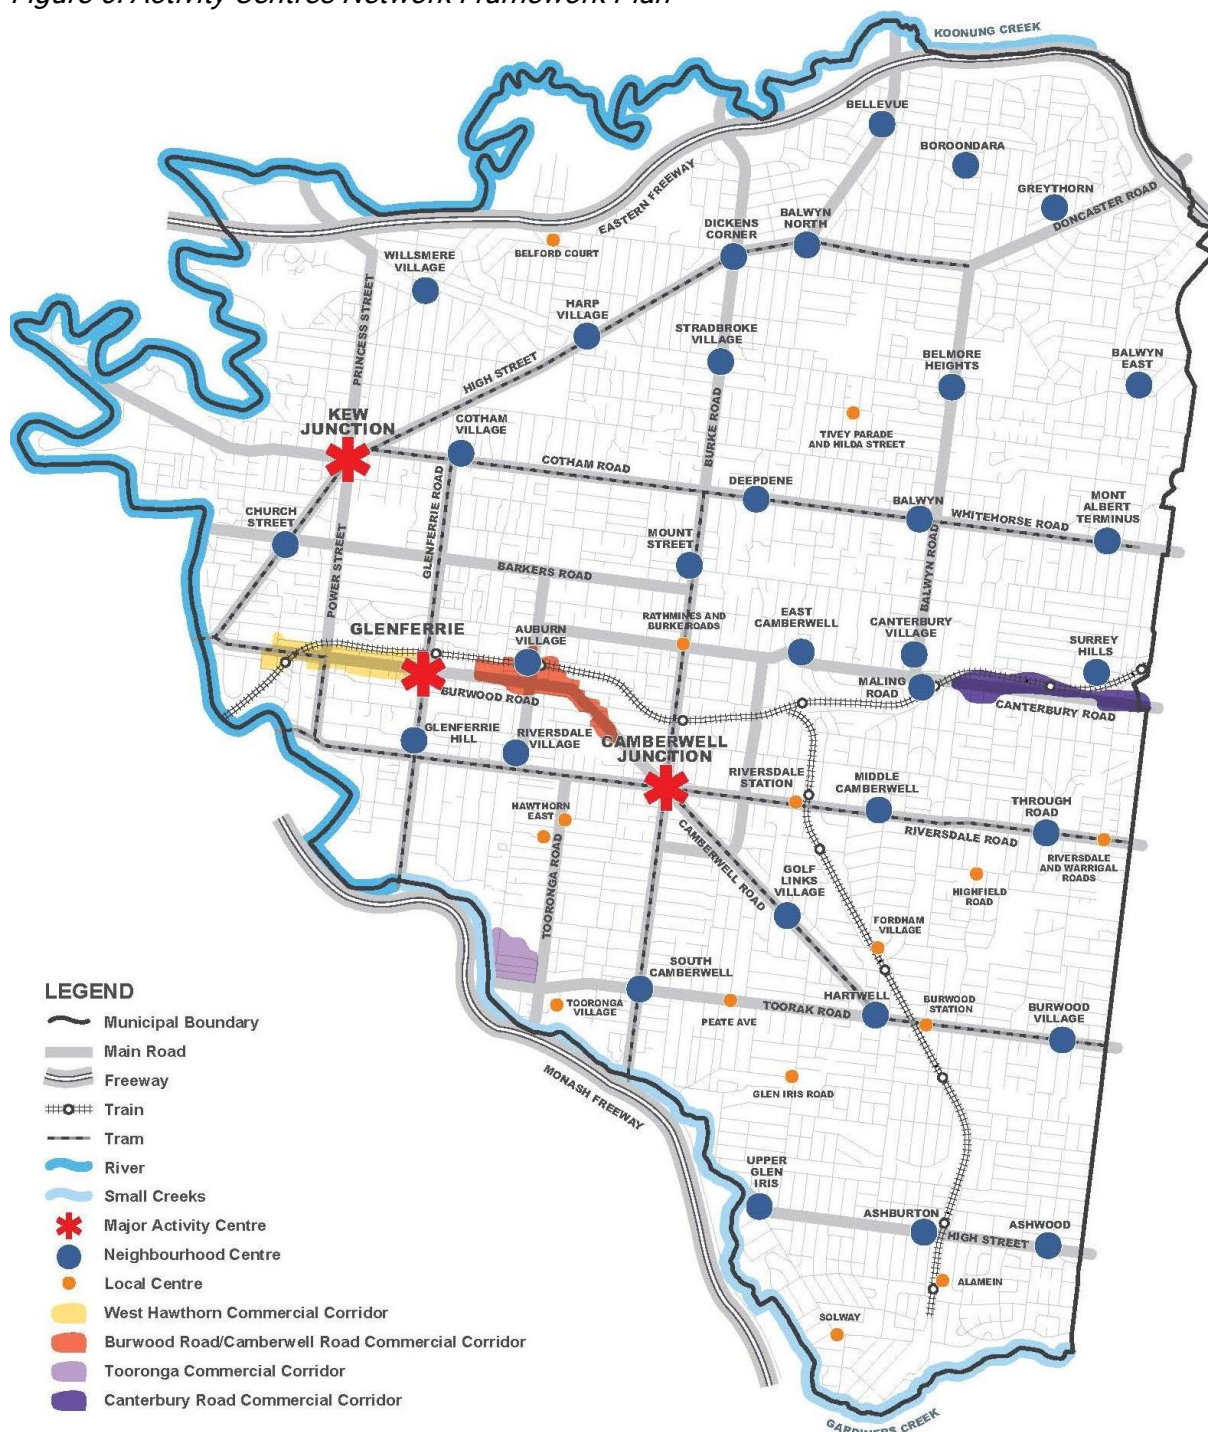 Figure 6: Activity Centres Network Framework Plan
KOONUNG CREEK
BELLEVUE
BOROONDARA
GREYTHORN
DONCASTER ROAD
EASTERN FREEWAY
DICKENS
CORNER
BALWYN
NORTH
BELFORD COURT
WILLSMERE
VILLAGE
PRINCESS STREET
HARP
VILLAGE
HIGH STREET
STRADBROKE
VILLAGE
BELMORE
HEIGHTS
BALWYN
EAST
TIVEY PARADE
AND HILDA STREET
BURKE ROAD
KEW
JUNCTION
COTHAM
VILLAGE
COTHAM ROAD
DEEPDENE
BALWYN
WHITEHORSE ROAD
MONT
ALBERT
TERMINUS
CHURCH
STREET
GLENFERRIE ROAD
POWER STREET
MOUNT
STREET
BARKERS ROAD
BALWYN ROAD
RATHMINES AND
BURKE ROADS
EAST
CAMBERWELL
CANTERBURY
VILLAGE
SURREY
HILLS
GLENFERRIE
AUBURN
VILLAGE
MALING
ROAD
BURWOOD ROAD
CANTERBURY ROAD
GLENFERRIE
HILL
RIVERSDALE
VILLAGE
CAMBERWELL
JUNCTION
RIVERSDALE
STATION
MIDDLE
CAMBERWELL
THROUGH
ROAD
RIVERSDALE ROAD
HAWTHORN
EAST
TOORONGA ROAD
CAMBERWELL ROAD
GOLF
LINKS
VILLAGE
RIVERSDALE
AND WARRIGAL
ROADS
HIGHFIELD
ROAD
FORDHAM
VILLAGE
SOUTH
CAMBERWELL
HARTWELL
BURWOOD
STATION
BURWOOD
VILLAGE
TOORONGA
VILLAGE
PEATE AVE
TOORAK ROAD
GLEN IRIS ROAD
MONASH FREEWAY
UPPER
GLEN
IRIS
ASHBURTON
HIGH STREET
ASHWOOD
ALAMEIN
SOLWAY
GARDINERS CREEK
LEGEND
Municipal Boundary
Main Road
Freeway
Train
Tram
River
Small Creeks
Major Activity Centre
Neighbourhood Centre
Local Centre
West Hawthorn Commercial Corridor
Burwood Road/Camberwell Road Commercial Corridor
Tooronga Commercial Corridor
Canterbury Road Commercial Corridor